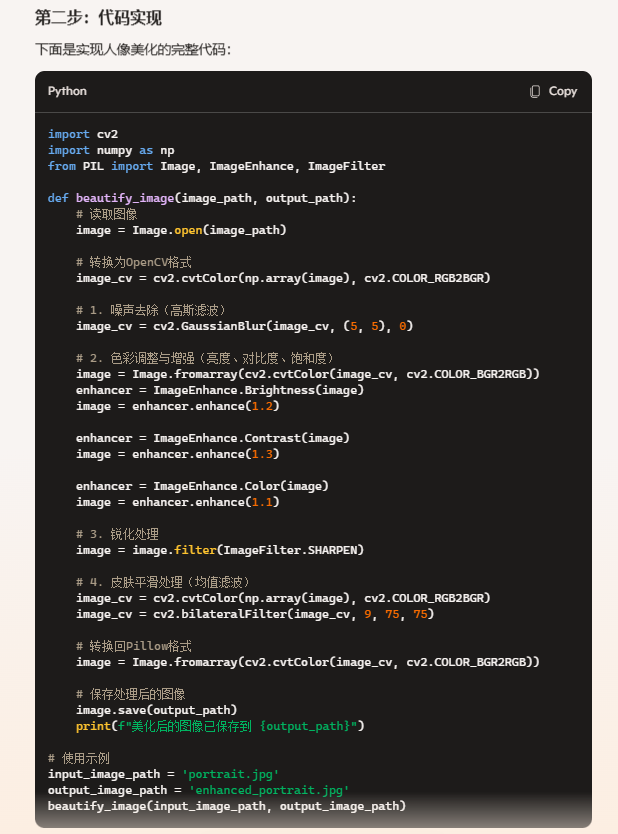 第二步：代码实现
下面是实现人像美化的完整代码：
Python Copy
import cv2
import numpy as np
from PIL import Image, ImageEnhance, ImageFilter
def beautify_image(image_path, output_path):
    # 读取图像
    image = Image.open(image_path)
    # 转换为OpenCV格式
    image_cv = cv2.cvtColor(np.array(image), cv2.COLOR_RGB2BGR)
    # 1. 噪声去除（高斯滤波）
    image_cv = cv2.GaussianBlur(image_cv, (5, 5), 0)
    # 2. 色彩调整与增强（亮度、对比度、饱和度）
    image = Image.fromarray(cv2.cvtColor(image_cv, cv2.COLOR_BGR2RGB))
    enhancer = ImageEnhance.Brightness(image)
    image = enhancer.enhance(1.2)
    enhancer = ImageEnhance.Contrast(image)
    image = enhancer.enhance(1.3)
    enhancer = ImageEnhance.Color(image)
    image = enhancer.enhance(1.1)
    # 3. 锐化处理
    image = image.filter(ImageFilter.SHARPEN)
    # 4. 皮肤平滑处理（均值滤波）
    image_cv = cv2.cvtColor(np.array(image), cv2.COLOR_RGB2BGR)
    image_cv = cv2.bilateralFilter(image_cv, 9, 75, 75)
    # 转换回Pillow格式
    image = Image.fromarray(cv2.cvtColor(image_cv, cv2.COLOR_BGR2RGB))
    # 保存处理后的图像
    image.save(output_path)
    print(f"美化后的图像已保存到 {output_path}")
# 使用示例
input_image_path = 'portrait.jpg'
output_image_path = 'enhanced_portrait.jpg'
beautify_image(input_image_path, output_image_path)